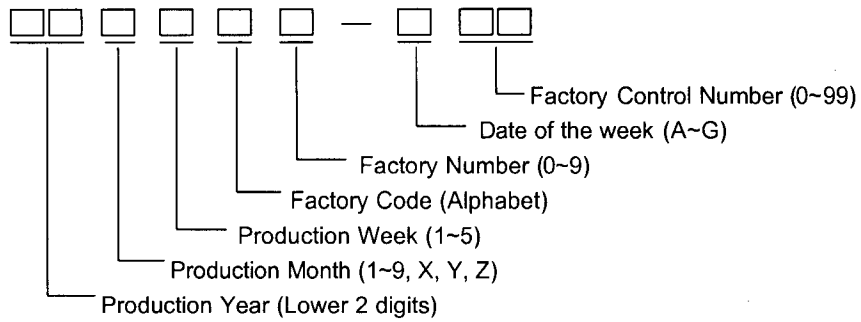 Factory Control Number (0~99)
Date of the week (A~G)
Factory Number (0~9)
Factory Code (Alphabet)
Production Week (1~5)
Production Month (1~9, X, Y, Z)
Production Year (Lower 2 digits)